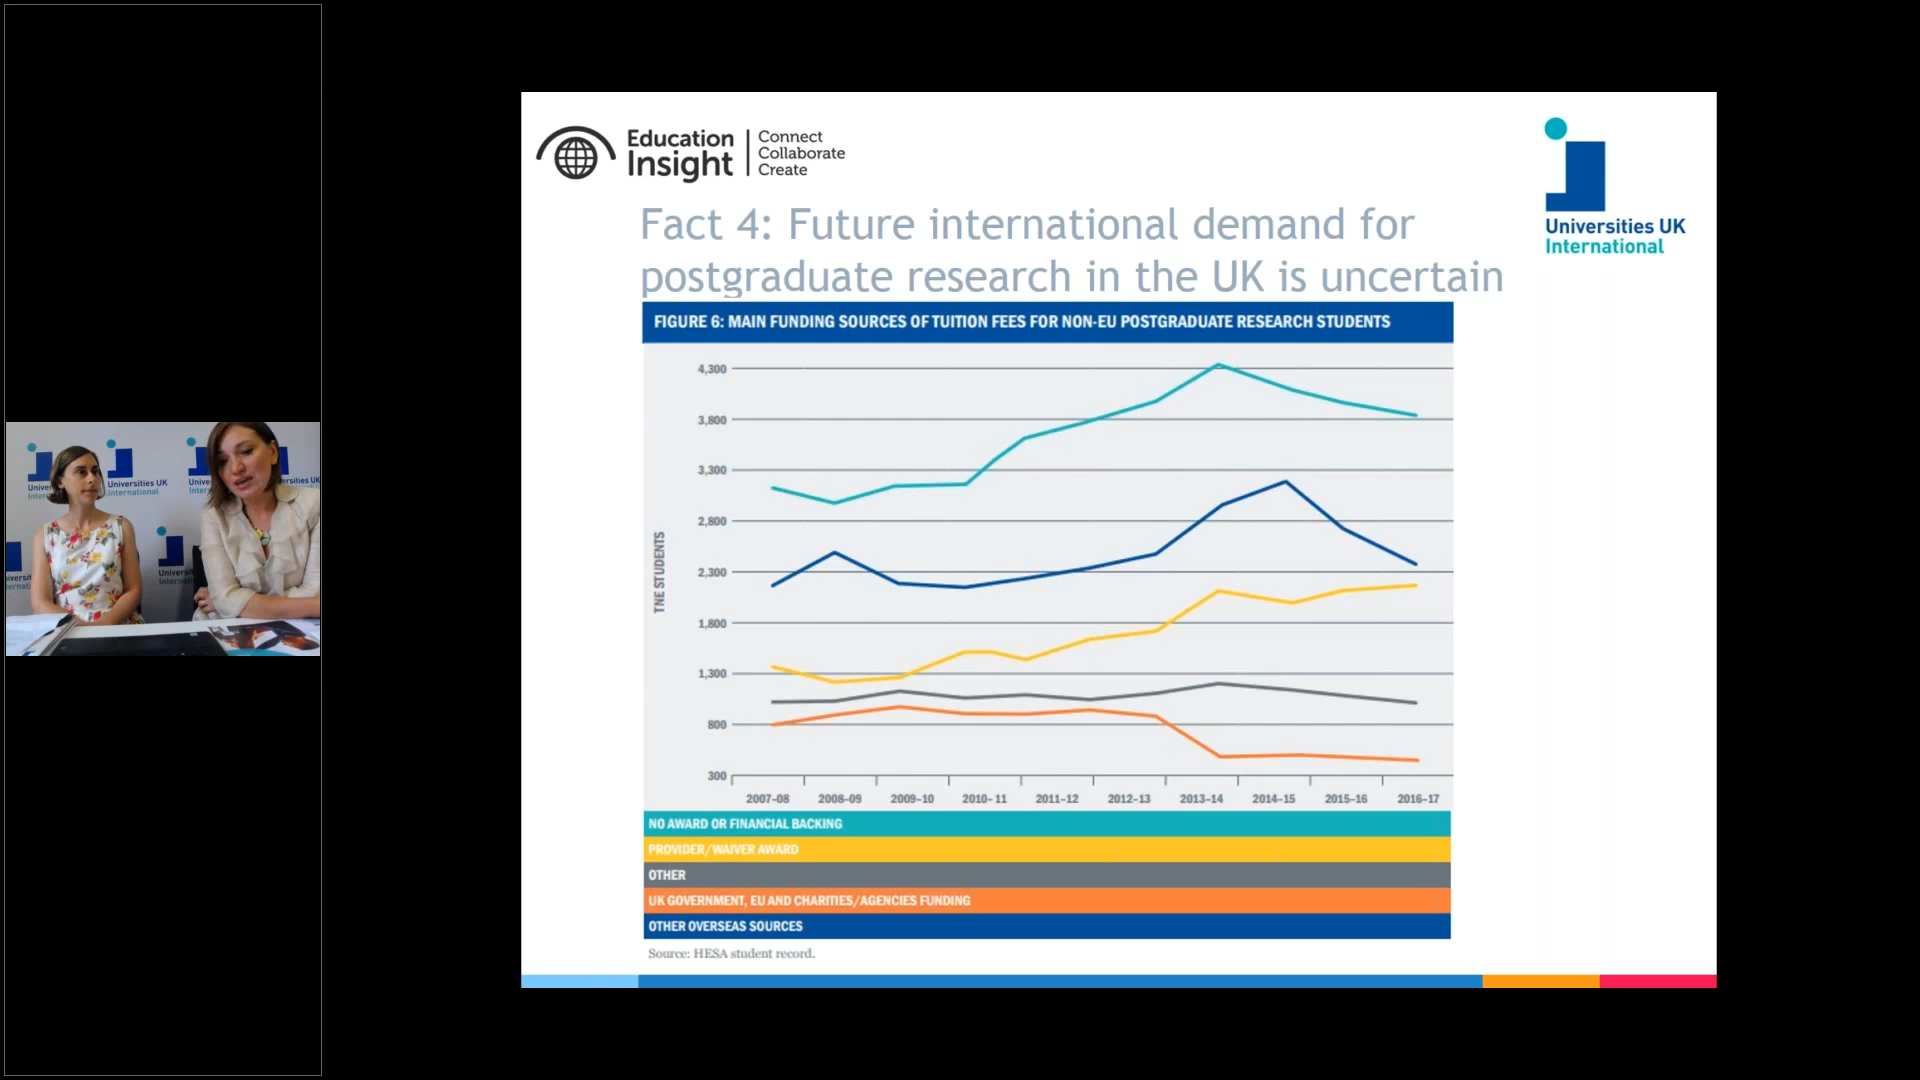 Education
Insight
Connect
Collaborate
Create
Universities UK
International
Fact 4: Future international demand for
postgraduate research in the UK is uncertain
FIGURE 6: MAIN FUNDING SOURCES OF TUITION FEES FOR NON-EU POSTGRADUATE RESEARCH STUDENTS
TNE STUDENTS
4,300
3,800
3,300
2,800
2,300
1,800
1,300
800
300
2007–08 2008–09 2009–10 2010–11 2011–12 2012–13 2013–14 2014–15 2015–16 2016–17
NO AWARD OR FINANCIAL BACKING
PROVIDER/WAIVER AWARD
OTHER
UK GOVERNMENT, EU AND CHARITIES/AGENCIES FUNDING
OTHER OVERSEAS SOURCES
Source: HESA student record.
Universities UK
International